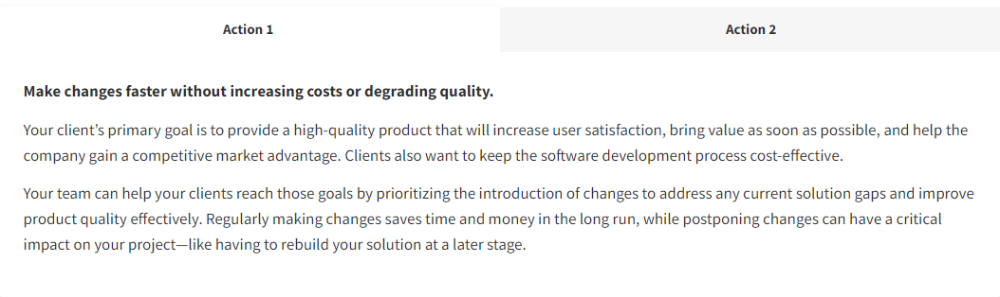 Action 1
Action 2
Make changes faster without increasing costs or degrading quality.
Your client’s primary goal is to provide a high-quality product that will increase user satisfaction, bring value as soon as possible, and help the
company gain a competitive market advantage. Clients also want to keep the software development process cost-effective.
Your team can help your clients reach those goals by prioritizing the introduction of changes to address any current solution gaps and improve
product quality effectively. Regularly making changes saves time and money in the long run, while postponing changes can have a critical
impact on your project—like having to rebuild your solution at a later stage.